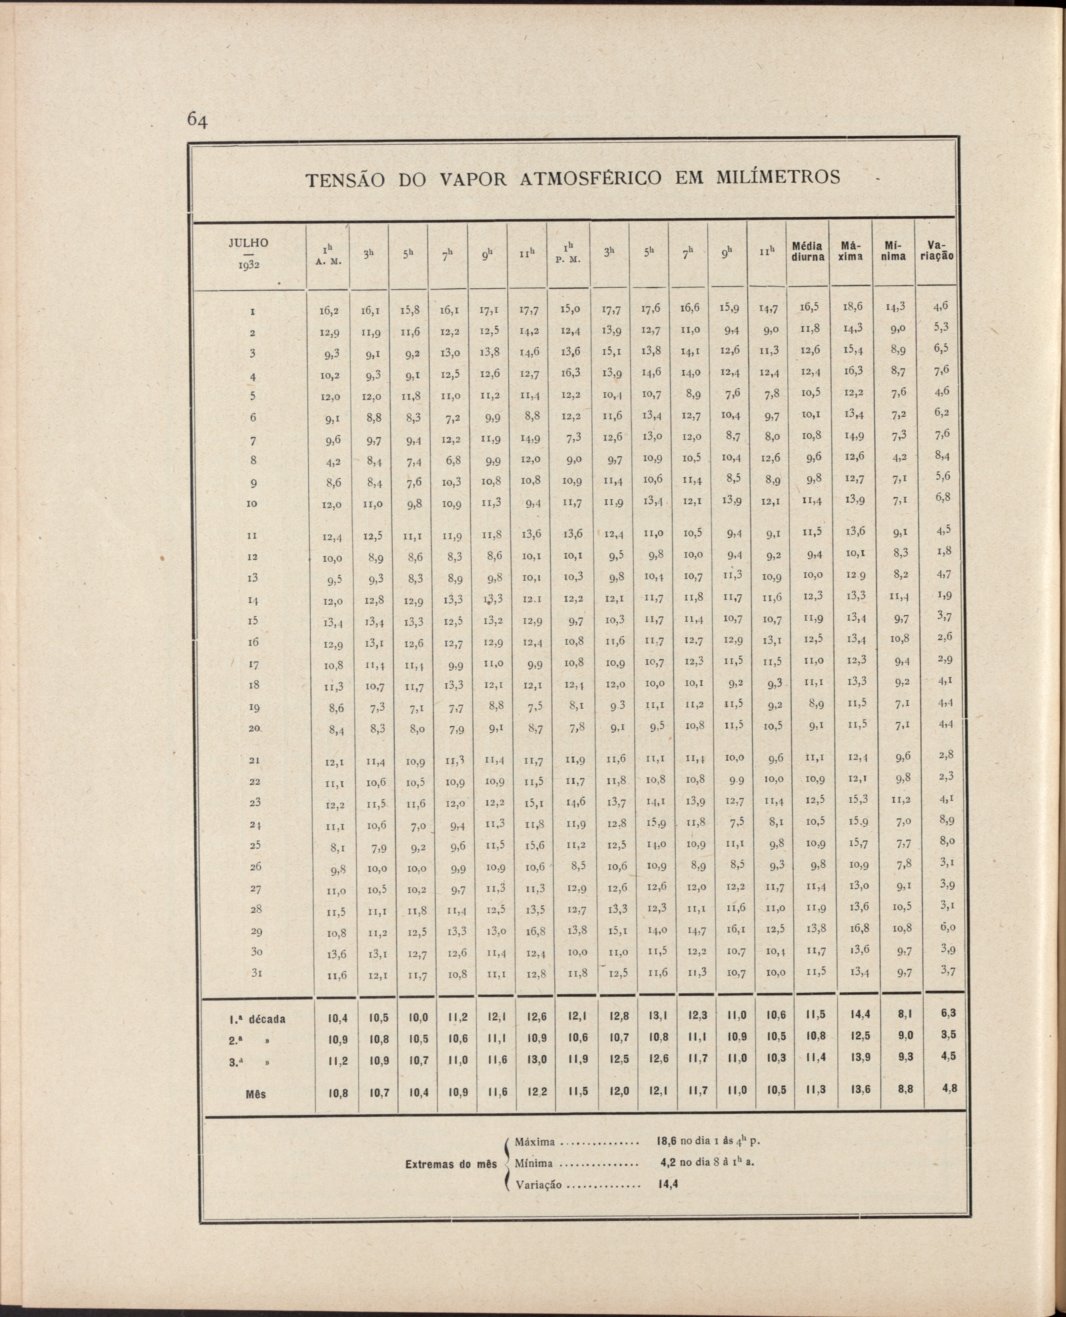 64
TENSÃO DO VAPOR ATMOSFÉRICO EM MILÍMETROS
JULHO 1932 1h A. M. 3h 5h 7h 9h 11h 1h P. M. 3h 5h 7h 9h 11h Média diurna Má-xima Mí-nima Va-riação
1 16,2 16,1 15,8 16,1 17,1 17,7 15,0 17,7 17,6 16,6 15,9 14,7 16,5 18,6 14,3 4,6
2 12,9 11,9 11,6 12,2 12,5 14,2 12,4 13,9 12,7 11,0 9,4 9,0 11,8 14,3 9,0 5,3
3 9,3 9,1 9,2 13,0 13,8 14,6 13,6 15,1 13,8 14,1 12,6 11,3 12,6 15,4 8,9 6,5
4 10,2 9,3 9,1 12,5 12,6 12,7 16,3 13,9 14,6 14,0 12,4 12,4 12,4 16,3 8,7 7,6
5 12,0 12,0 11,8 11,0 11,2 11,4 12,2 10,4 10,7 8,9 7,6 7,8 10,5 12,2 7,6 4,6
6 9,1 8,8 8,3 7,2 9,9 8,8 12,2 11,6 13,4 12,7 10,4 9,7 10,1 13,4 7,2 6,2
7 9,6 9,7 9,4 12,2 11,9 14,9 7,3 12,6 13,0 12,0 8,7 8,0 10,8 14,9 7,3 7,6
8 4,2 8,4 7,4 6,8 9,9 12,0 9,0 9,7 10,9 10,5 10,4 12,6 9,6 12,6 4,2 8,4
9 8,6 8,4 7,6 10,3 10,8 10,8 10,9 11,4 10,6 11,4 8,5 8,9 9,8 12,7 7,1 5,6
10 12,0 11,0 9,8 10,9 11,3 9,4 11,7 11,9 13,4 12,1 13,9 12,1 11,4 13,9 7,1 6,8
11 12,4 12,5 11,1 11,9 11,8 13,6 13,6 12,4 11,0 10,5 9,4 9,1 11,5 13,6 9,1 4,5
12 10,0 8,9 8,6 8,3 8,6 10,1 10,1 9,5 9,8 10,0 9,4 9,2 9,4 10,1 8,3 1,8
13 9,5 9,3 8,3 8,9 9,8 10,1 10,3 9,8 10,4 10,7 11,3 10,9 10,0 12 9 8,2 4,7
14 12,0 12,8 12,9 13,3 13,3 12.1 12,2 12,1 11,7 11,8 11,7 11,6 12,3 13,3 11,4 1,9
15 13,4 13,4 13,3 12,5 13,2 12,9 9,7 10,3 11,7 11,4 10,7 10,7 11,9 13,4 9,7 3,7
16 12,9 13,1 12,6 12,7 12,9 12,4 10,8 11,6 11,7 12,7 12,9 13,1 12,5 13,4 10,8 2,6
17 10,8 11,4 11,4 9,9 11,0 9,9 10,8 10,9 10,7 12,3 11,5 11,5 11,0 12,3 9,4 2,9
18 11,3 10,7 11,7 13,3 12,1 12,1 12,4 12,0 10,0 10,1 9,2 9,3 11,1 13,3 9,2 4,1
19 8,6 7,3 7,1 7,7 8,8 7,5 8,1 9 3 11,1 11,2 11,5 9,2 8,9 11,5 7,1 4,4
20 8,4 8,3 8,0 7,9 9,1 8,7 7,8 9,1 9,5 10,8 11,5 10,5 9,1 11,5 7,1 4,4
21 12,1 11,4 10,9 11,3 11,4 11,7 11,9 11,6 11,1 11,4 10,0 9,6 11,1 12,4 9,6 2,8
22 11,1 10,6 10,5 10,9 10,9 11,5 11,7 11,8 10,8 10,8 9 9 10,0 10,9 12,1 9,8 2,3
23 12,2 11,5 11,6 12,0 12,2 15,1 14,6 13,7 14,1 13,9 12,7 11,4 12,5 15,3 11,2 4,1
24 11,1 10,6 7,0 9,4 11,3 11,8 11,9 12,8 15,9 11,8 7,5 8,1 10,5 15,9 7,0 8,9
25 8,1 7,9 9,2 9,6 11,5 15,6 11,2 12,5 14,0 10,9 11,1 9,8 10,9 15,7 7,7 8,0
26 9,8 10,0 10,0 9,9 10,9 10,6 8,5 10,6 10,9 8,9 8,5 9,3 9,8 10,9 7,8 3,1
27 11,0 10,5 10,2 9,7 11,3 11,3 12,9 12,6 12,6 12,0 12,2 11,7 11,4 13,0 9,1 3,9
28 11,5 11,1 11,8 11,4 12,5 13,5 12,7 13,3 12,3 11,1 11,6 11,0 11,9 13,6 10,5 3,1
29 10,8 11,2 12,5 13,3 13,0 16,8 13,8 15,1 14,0 14,7 16,1 12,5 13,8 16,8 10,8 6,0
30 13,6 13,1 12,7 12,6 11,4 12,4 10,0 11,0 11,5 12,2 10,7 10,4 11,7 13,6 9,7 3,9
31 11,6 12,1 11,7 10,8 11,1 12,8 11,8 12,5 11,6 11,3 10,7 10,0 11,5 13,4 9,7 3,7
1.ª década 10,4 10,5 10,0 11,2 12,1 12,6 12,1 12,8 13,1 12,3 11,0 10,6 11,5 14,4 8,1 6,3
2.ª » 10,9 10,8 10,5 10,6 11,1 10,9 10,6 10,7 10,8 11,1 10,9 10,5 10,8 12,5 9,0 3,5
3.ª » 11,2 10,9 10,7 11,0 11,6 13,0 11,9 12,5 12,6 11,7 11,0 10,3 11,4 13,9 9,3 4,5
Mês 10,8 10,7 10,4 10,9 11,6 12,2 11,5 12,0 12,1 11,7 11,0 10,5 11,3 13,6 8,8 4,8
Extremas do mês
Máxima ............... 18,6 no dia 1 às 4h p.
Mínima ............... 4,2 no dia 8 à 1h a.
Variação .............. 14,4